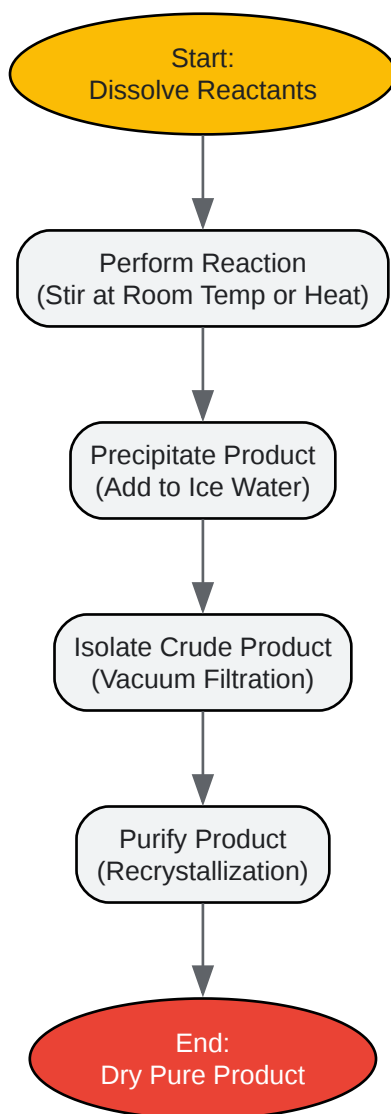 Start:
Dissolve Reactants
Perform Reaction
(Stir at Room Temp or Heat)
Precipitate Product
(Add to Ice Water)
Isolate Crude Product
(Vacuum Filtration)
Purify Product
(Recrystallization)
End:
Dry Pure Product